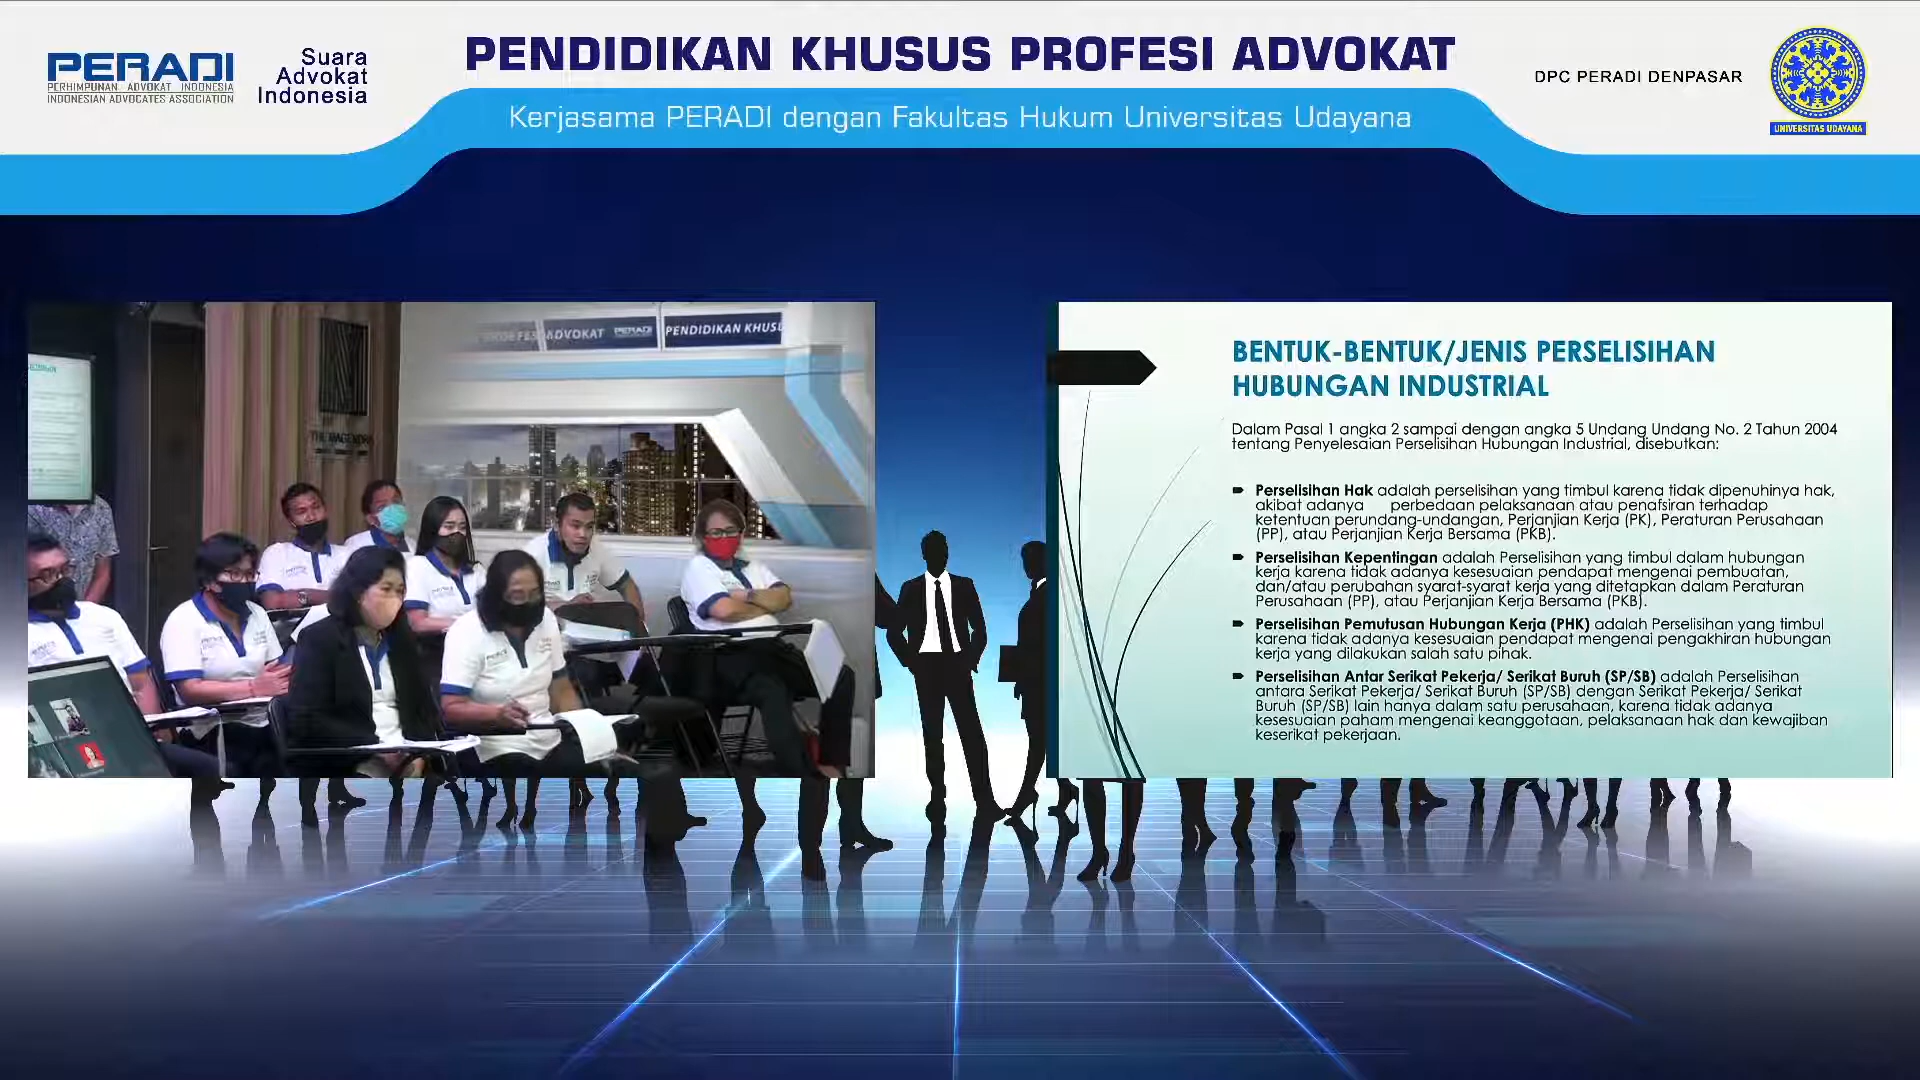 PERADI
PERHIMPUNAN ADVOKAT INDONESIA
INDONESIAN ADVOCATES ASSOCIATION
Suara
Advokat
Indonesia
PENDIDIKAN KHUSUS PROFESI ADVOKAT
Kerjasama PERADI dengan Fakultas Hukum Universitas Udayana
DPC PERADI DENPASAR
UNIVERSITAS UDAYANA
ADVOKAT
PERADI
PENDIDIKAN KHUSU
BENTUK-BENTUK/JENIS PERSELISIHAN
HUBUNGAN INDUSTRIAL
Dalam Pasal 1 angka 2 sampai dengan angka 5 Undang Undang No. 2 Tahun 2004
tentang Penyelesaian Perselisihan Hubungan Industrial, disebutkan:
Perselisihan Hak adalah perselisihan yang timbul karena tidak dipenuhinya hak,
akibat adanya perbedaan pelaksanaan atau penafsiran terhadap
ketentuan perundang-undangan, Perjanjian Kerja (PK), Peraturan Perusahaan
(PP), atau Perjanjian Kerja Bersama (PKB).
Perselisihan Kepentingan adalah Perselisihan yang timbul dalam hubungan
kerja karena tidak adanya kesesuaian pendapat mengenai pembuatan,
dan/atau perubahan syarat-syarat kerja yang ditetapkan dalam Peraturan
Perusahaan (PP), atau Perjanjian Kerja Bersama (PKB).
Perselisihan Pemutusan Hubungan Kerja (PHK) adalah Perselisihan yang timbul
karena tidak adanya kesesuaian pendapat mengenai pengakhiran hubungan
kerja yang dilakukan salah satu pihak.
Perselisihan Antar Serikat Pekerja/ Serikat Buruh (SP/SB) adalah Perselisihan
antara Serikat Pekerja/ Serikat Buruh (SP/SB) dengan Serikat Pekerja/ Serikat
Buruh (SP/SB) lain hanya dalam satu perusahaan, karena tidak adanya
kesesuaian paham mengenai keanggotaan, pelaksanaan hak dan kewajiban
keserikat pekerjaan.